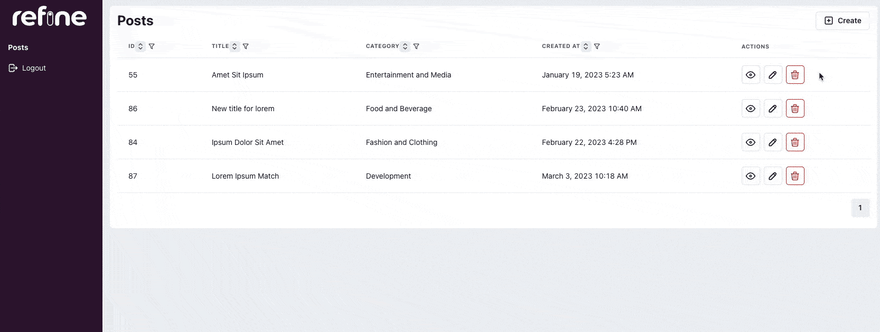 refine
Posts
Create
Posts
Logout
ID TITLE CATEGORY CREATED AT ACTIONS
55 Amet Sit Ipsum Entertainment and Media January 19, 2023 5:23 AM
86 New title for lorem Food and Beverage February 23, 2023 10:40 AM
84 Ipsum Dolor Sit Amet Fashion and Clothing February 22, 2023 4:28 PM
87 Lorem Ipsum Match Development March 3, 2023 10:18 AM
1